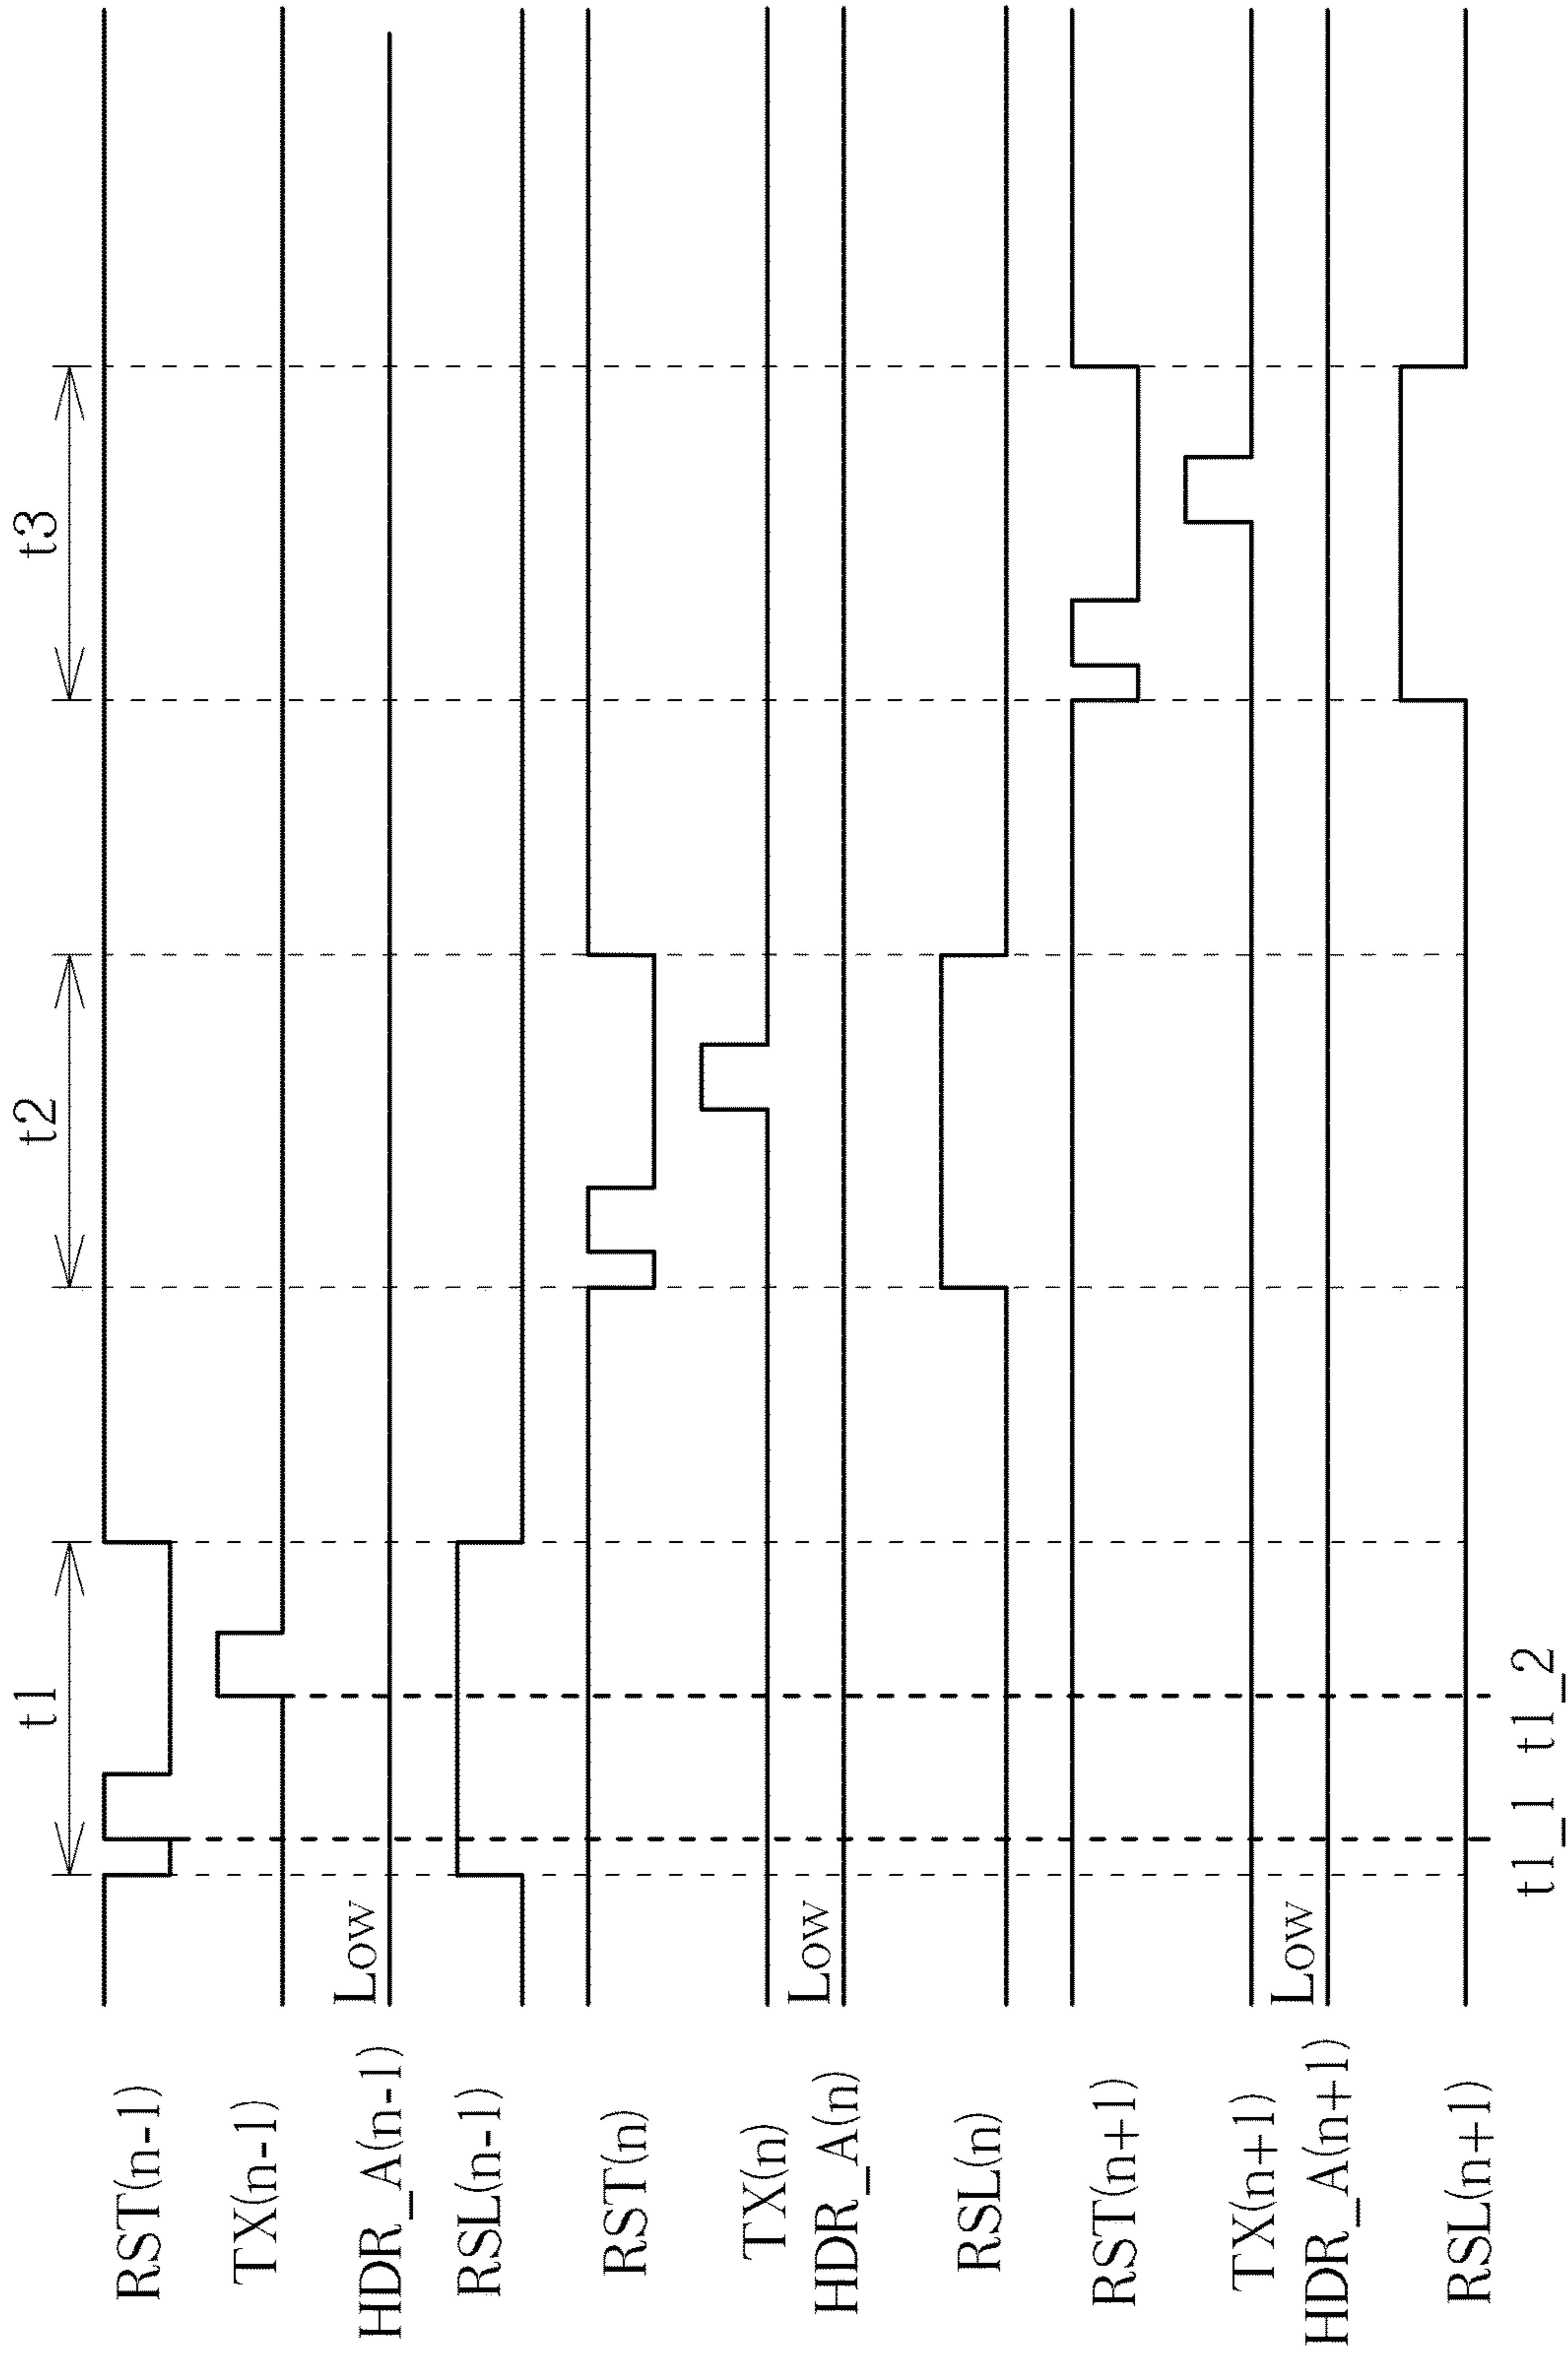 t1
t2
t3
RST(n-1)
TX(n-1)
Low
HDR_A(n-1)
RSL(n-1)
RST(n)
TX(n)
Low
HDR_A(n)
RSL(n)
RST(n+1)
TX(n+1)
Low
HDR_A(n+1)
RSL(n+1)
t1_1 t1_2